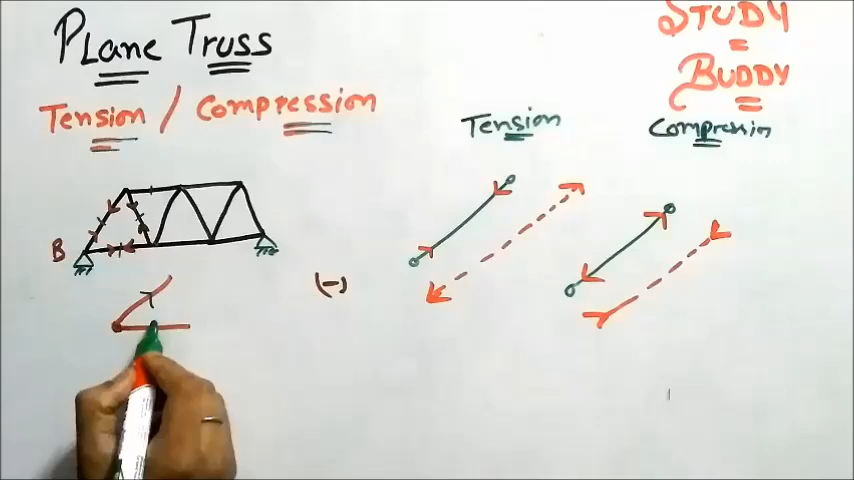 PLane Truss
STUDY
BUDDY
Tension / Compression
Tension
Compression
B
(-)